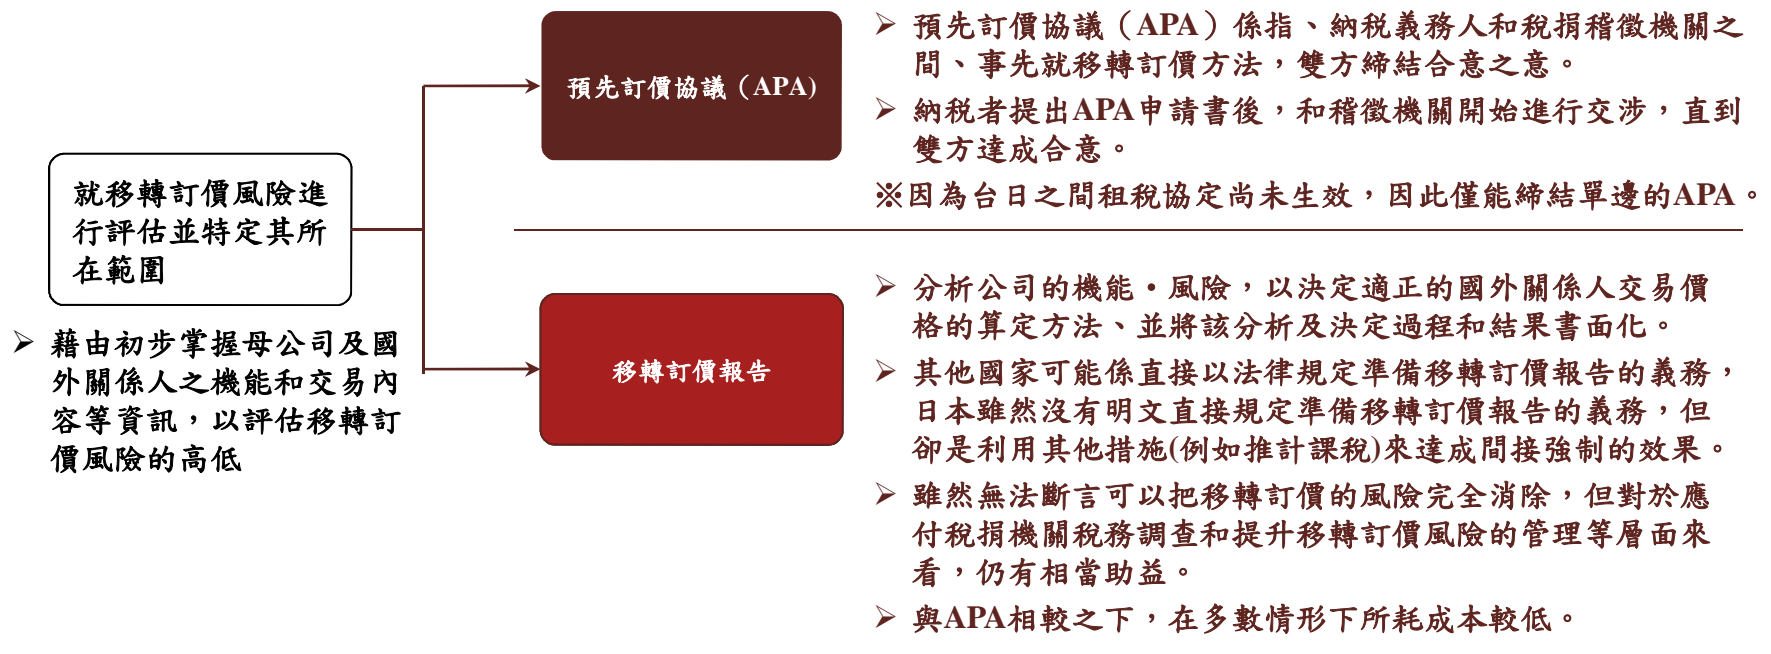 就移轉訂價風險進
行評估並特定其所
在範圍
➢ 藉由初步掌握母公司及國
外關係人之機能和交易內
容等資訊，以評估移轉訂
價風險的高低
預先訂價協議（APA)
➢ 預先訂價協議（APA）係指、納税義務人和稅捐稽徵機關之
間、事先就移轉訂價方法，雙方締結合意之意。
➢ 納税者提出APA申請書後，和稽徵機關開始進行交涉，直到
雙方達成合意。
※因為台日之間租稅協定尚未生效，因此僅能締結單邊的APA。
移轉訂價報告
➢ 分析公司的機能•風險，以決定適正的國外關係人交易價
格的算定方法、並將該分析及決定過程和結果書面化。
➢ 其他國家可能係直接以法律規定準備移轉訂價報告的義務，
日本雖然沒有明文直接規定準備移轉訂價報告的義務，但
卻是利用其他措施(例如推計課稅)來達成間接強制的效果。
➢ 雖然無法斷言可以把移轉訂價的風險完全消除，但對於應
付稅捐機關稅務調查和提升移轉訂價風險的管理等層面來
看，仍有相當助益。
➢ 與APA相較之下，在多數情形下所耗成本較低。